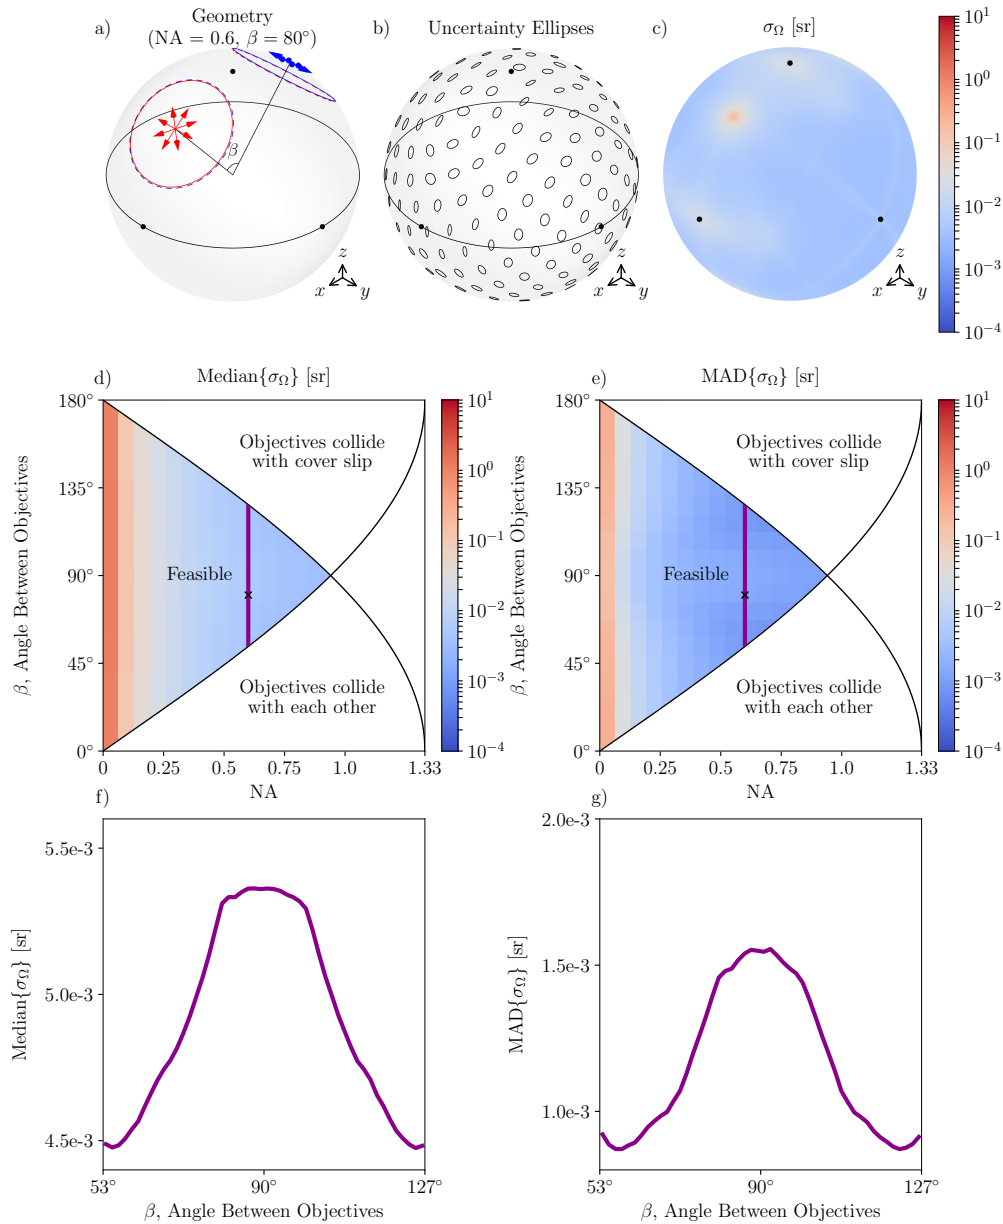 a)
Geometry
(NA = 0.6, β = 80°)
β
x
z
y
b)
Uncertainty Ellipses
x
z
y
c)
σ_Ω [sr]
x
z
y
10^1
10^0
10^−1
10^−2
10^−3
10^−4
d)
Median{σ_Ω} [sr]
β, Angle Between Objectives
180°
135°
90°
45°
0°
Objectives collide
with cover slip
Feasible
Objectives collide
with each other
0
0.25
0.5
0.75
1.0
1.33
NA
10^1
10^0
10^−1
10^−2
10^−3
10^−4
e)
MAD{σ_Ω} [sr]
β, Angle Between Objectives
180°
135°
90°
45°
0°
Objectives collide
with cover slip
Feasible
Objectives collide
with each other
0
0.25
0.5
0.75
1.0
1.33
NA
10^1
10^0
10^−1
10^−2
10^−3
10^−4
f)
Median{σ_Ω} [sr]
5.5e-3
5.0e-3
4.5e-3
53°
90°
127°
β, Angle Between Objectives
g)
MAD{σ_Ω} [sr]
2.0e-3
1.5e-3
1.0e-3
53°
90°
127°
β, Angle Between Objectives